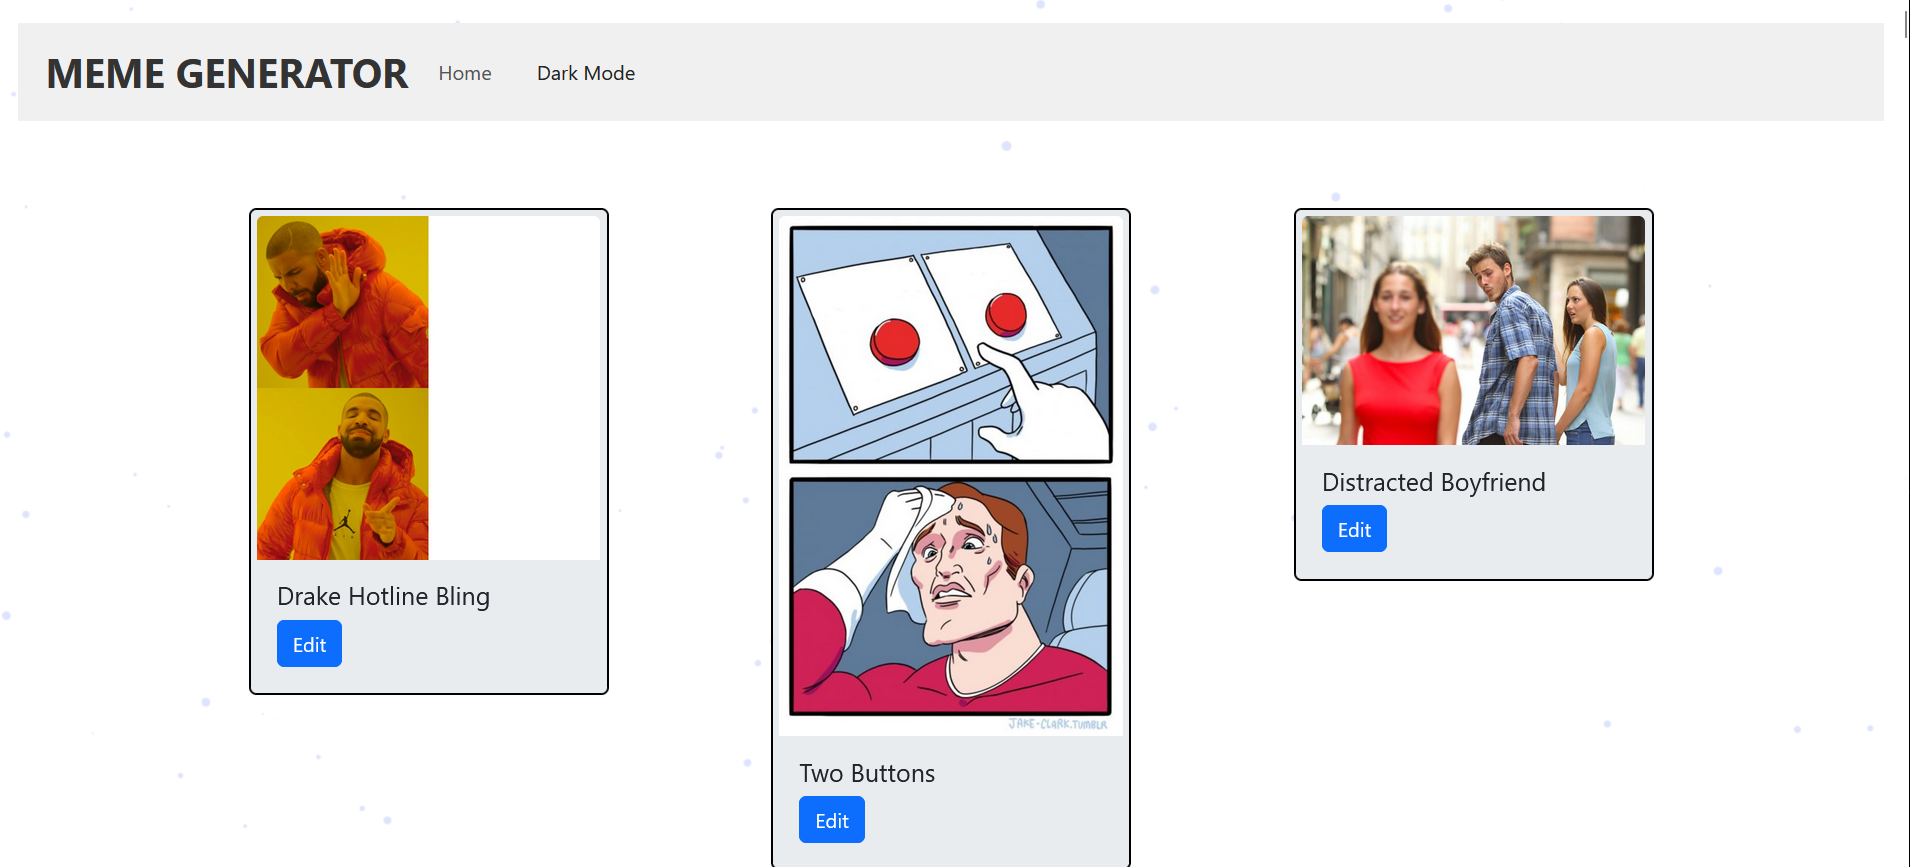 MEME GENERATOR
Home
Dark Mode
Drake Hotline Bling
Edit
JAKE-CLARK.TUMBLR
Two Buttons
Edit
Distracted Boyfriend
Edit